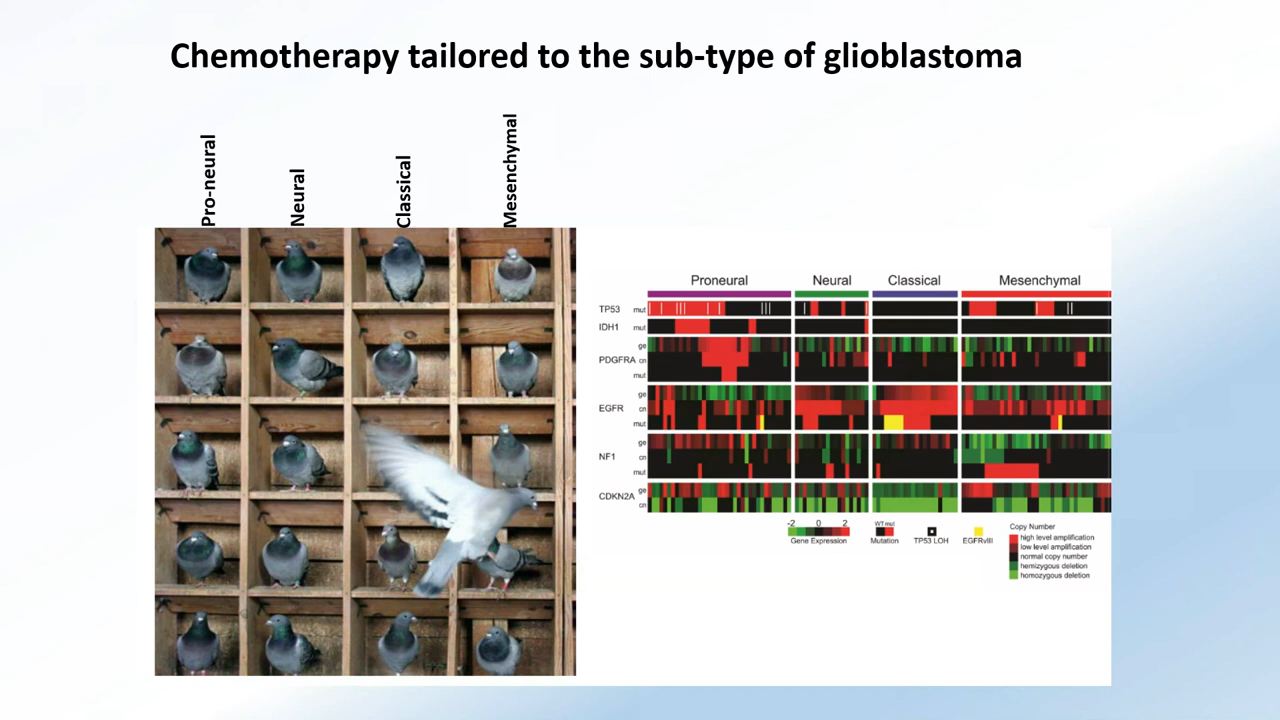 Chemotherapy tailored to the sub-type of glioblastoma
Pro-neural
Neural
Classical
Mesenchymal
Proneural Neural Classical Mesenchymal
TP53 mut
IDH1 mut
ge
PDGFRA cn
mut
ge
EGFR cn
mut
ge
NF1 cn
mut
CDKN2A ge
cn
-2 0 2
Gene Expression
WT mut
Mutation
TP53 LOH
EGFRvIII
Copy Number
high level amplification
low level amplification
normal copy number
hemizygous deletion
homozygous deletion